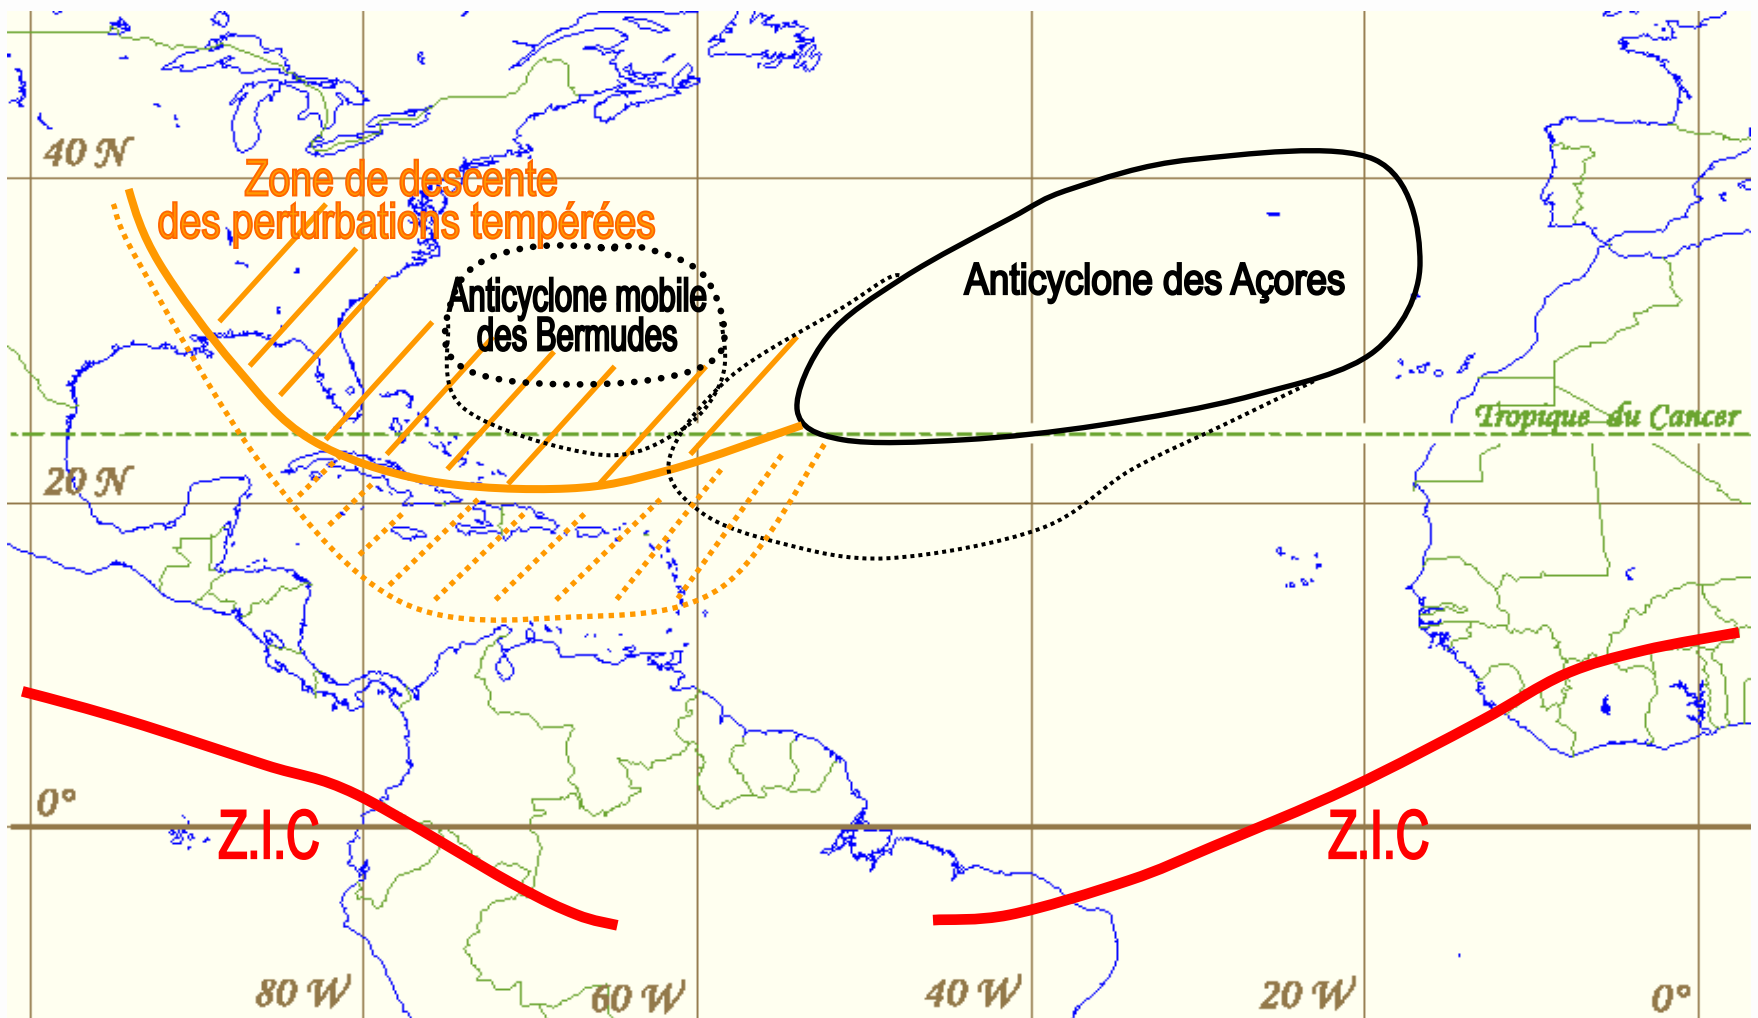 40 N
Zone de descente
des perturbations tempérées
Anticyclone mobile
des Bermudes
Anticyclone des Açores
Tropique du Cancer
20 N
0°
Z.I.C
Z.I.C
80 W
60 W
40 W
20 W
0°